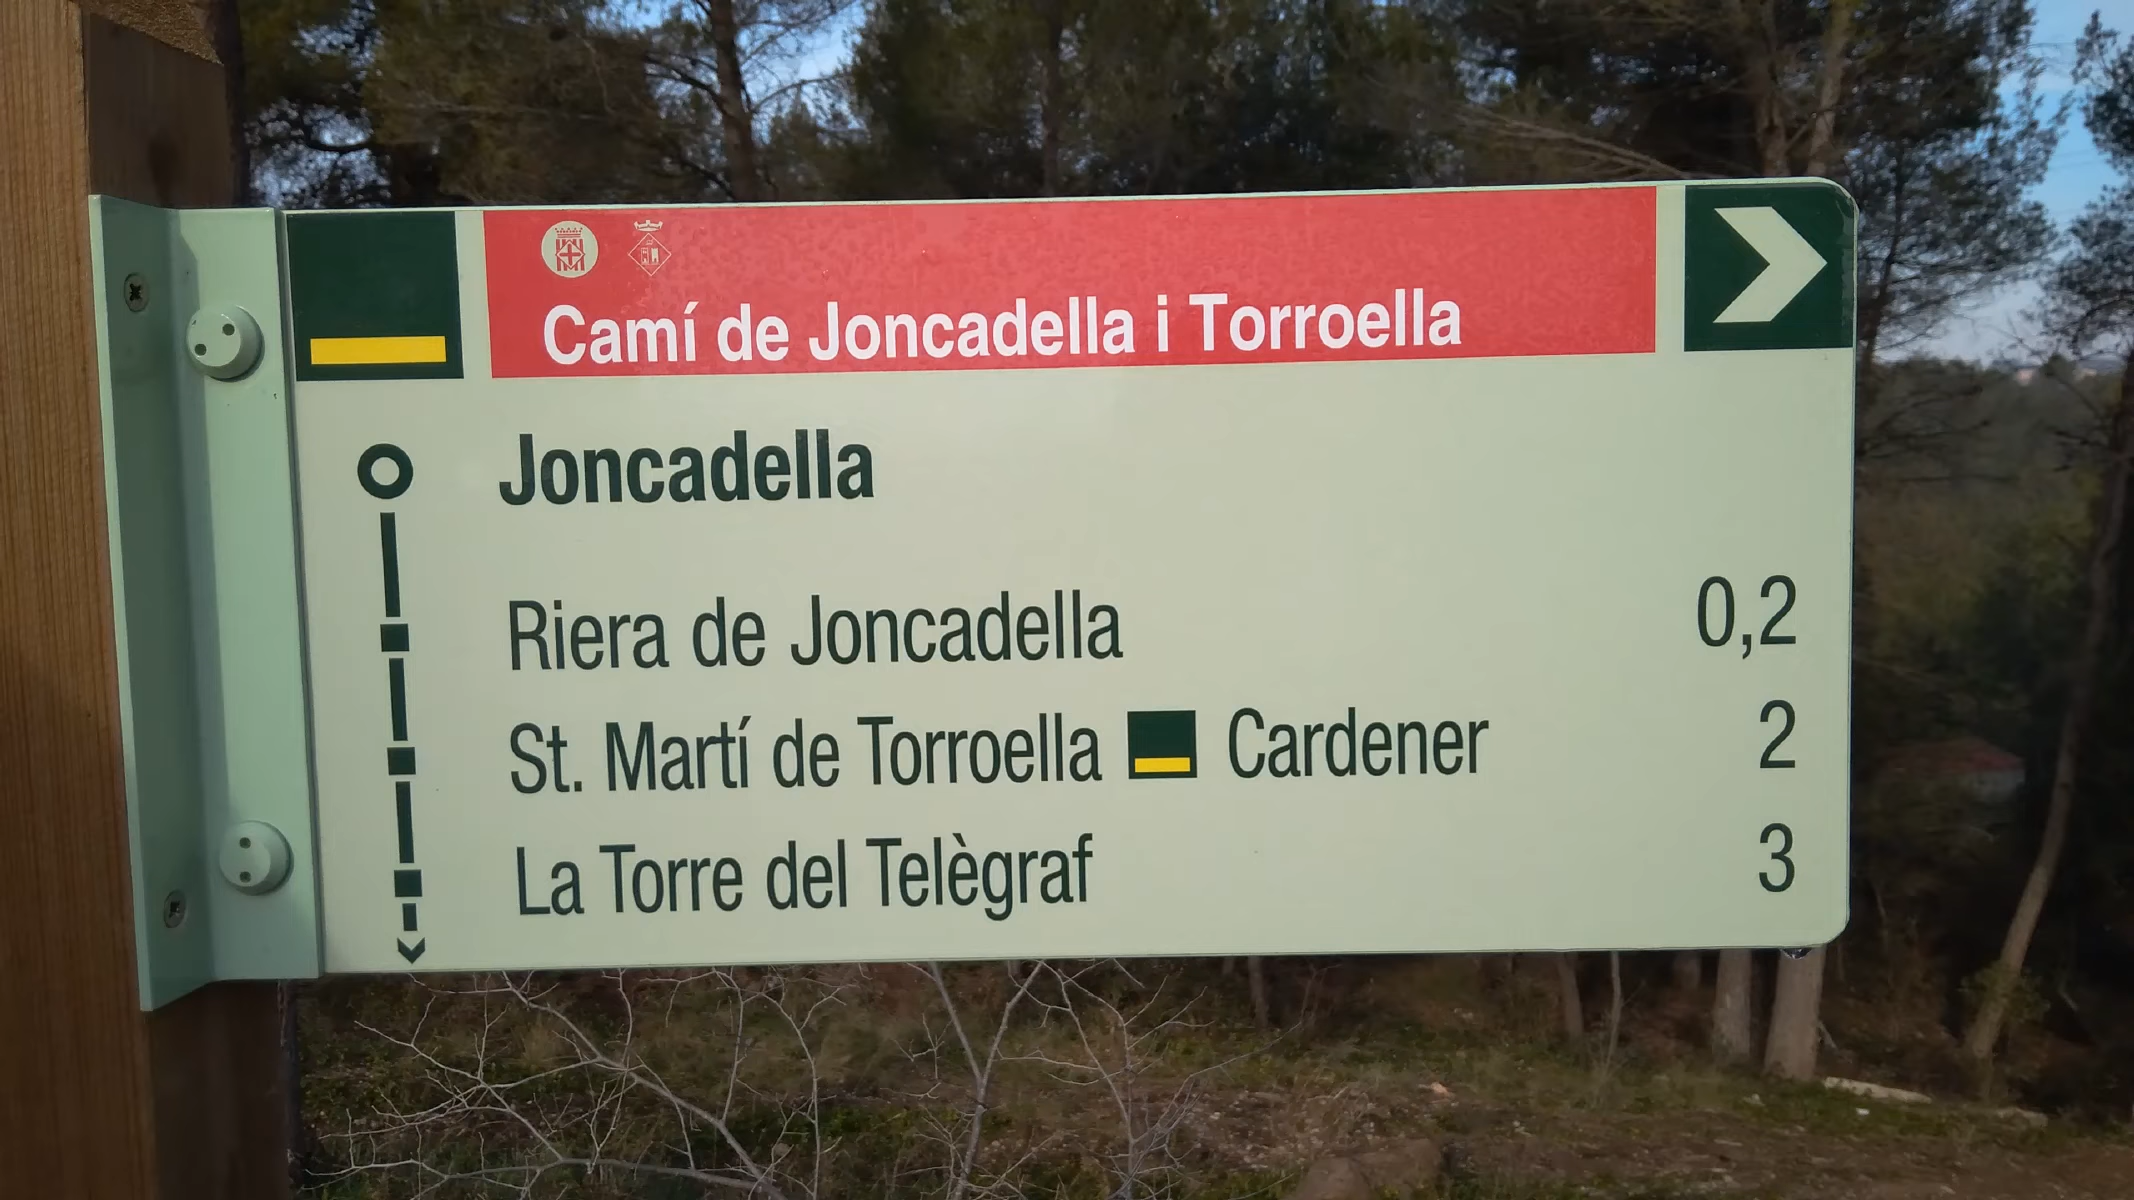 Camí de Joncadella i Torroella
Joncadella
Riera de Joncadella 0,2
St. Martí de Torroella Cardener 2
La Torre del Telègraf 3